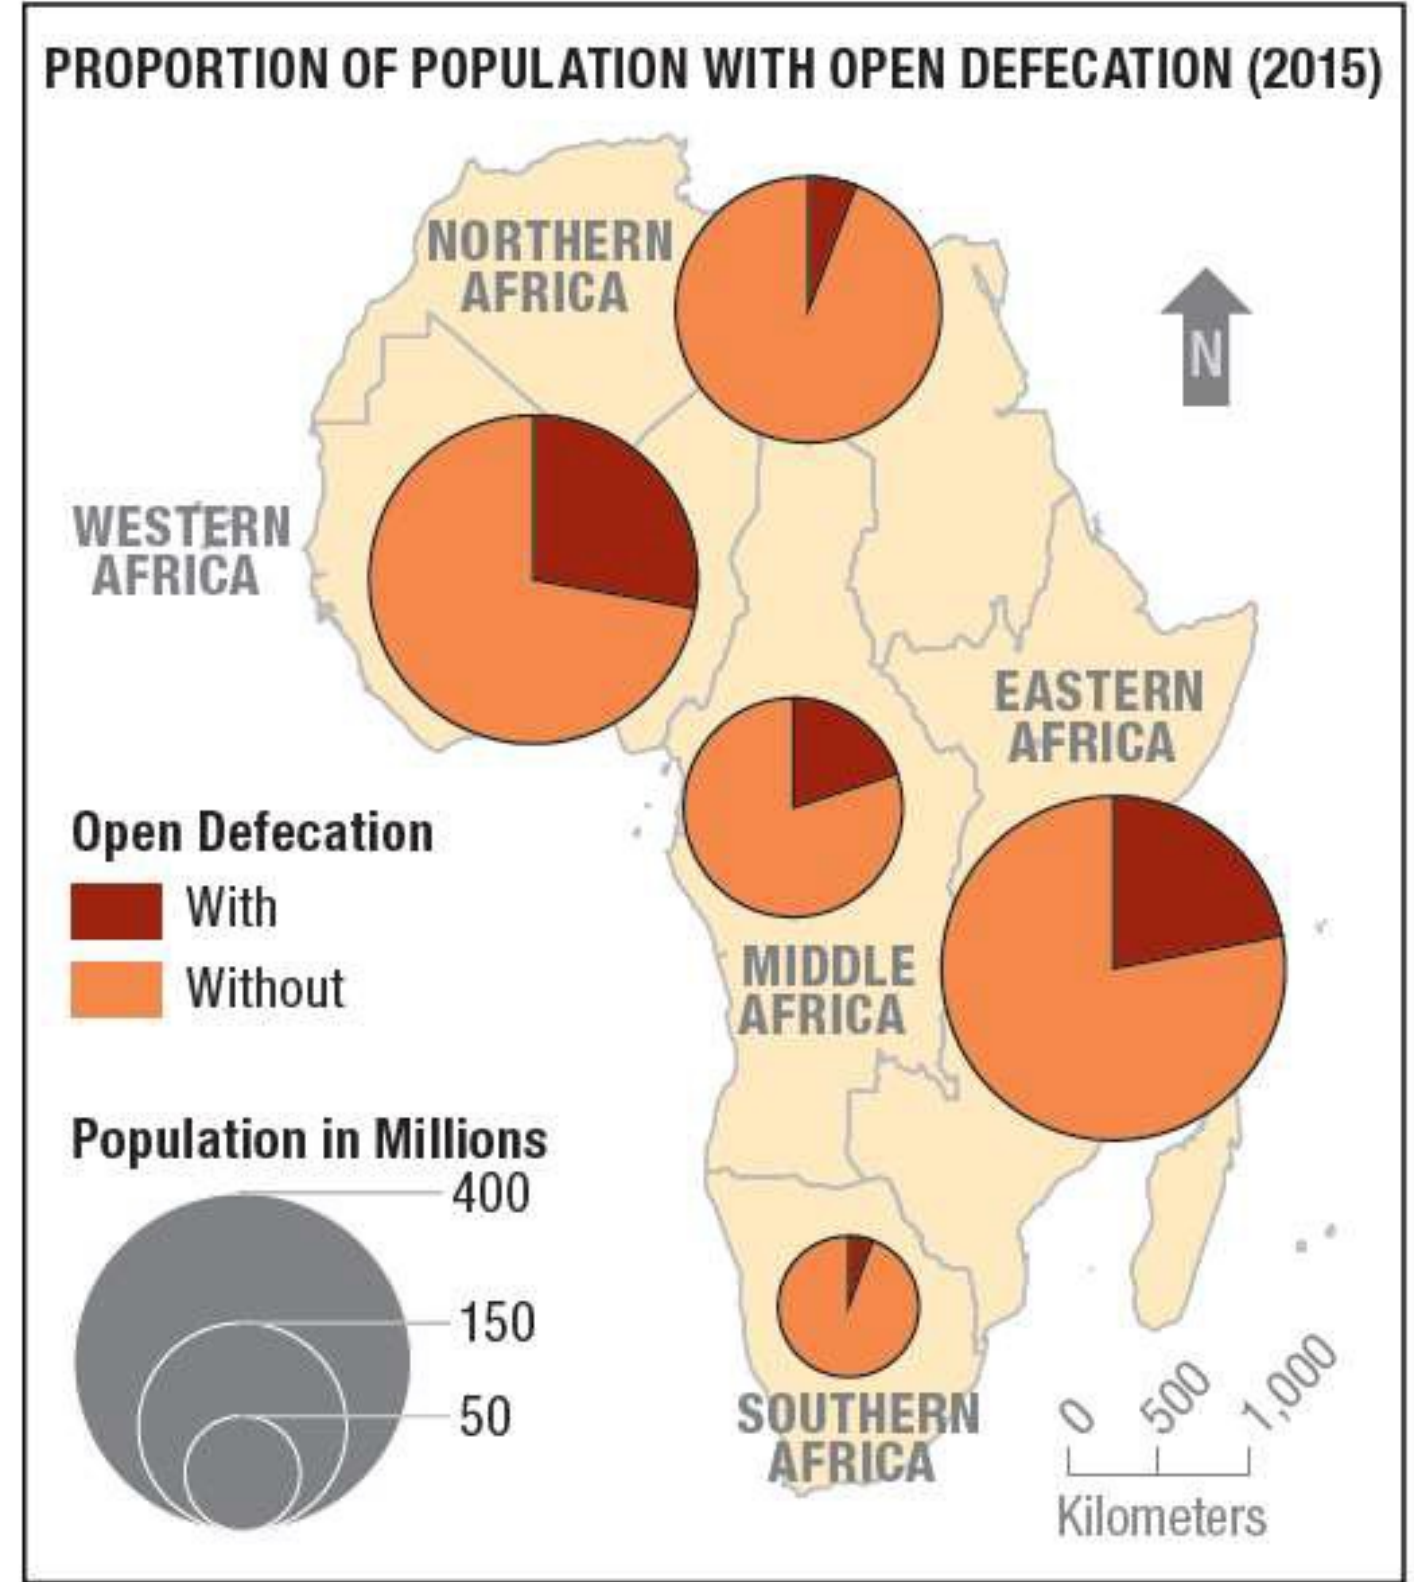 PROPORTION OF POPULATION WITH OPEN DEFECATION (2015)
NORTHERN
AFRICA
N
WESTERN
AFRICA
EASTERN
AFRICA
Open Defecation
With
Without
MIDDLE
AFRICA
Population in Millions
400
150
50
SOUTHERN
AFRICA
0 500 1,000
Kilometers